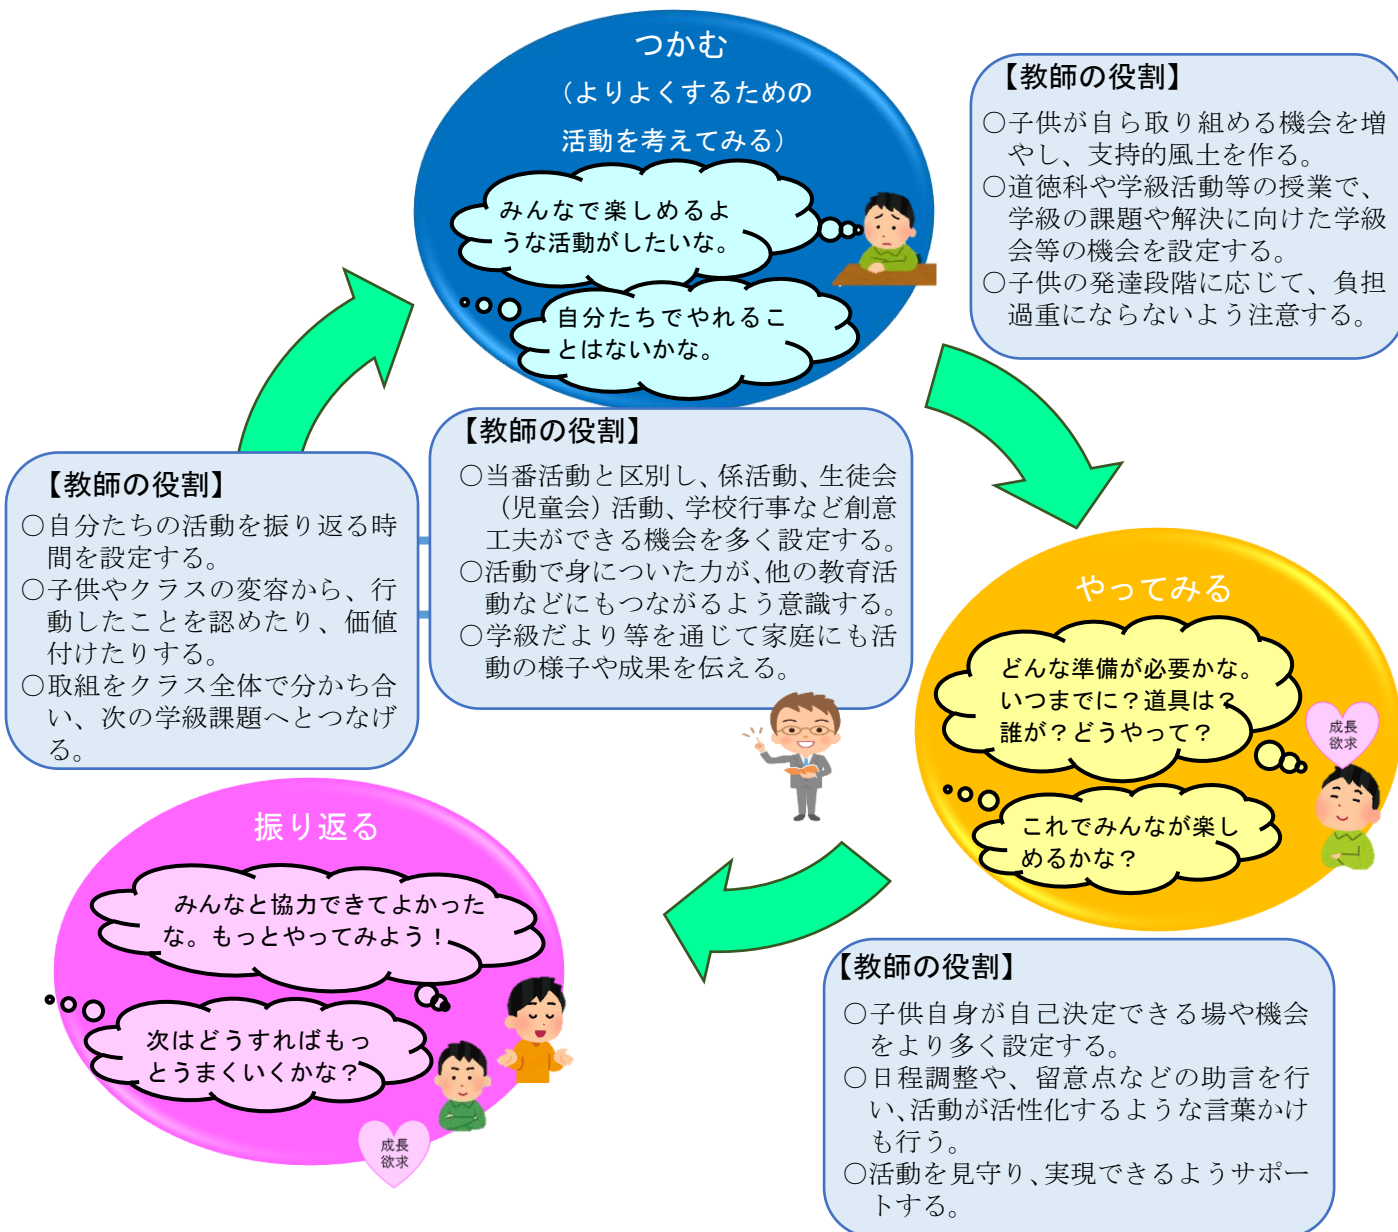 つかむ
（よりよくするための
活動を考えてみる）
みんなで楽しめるよ
うな活動がしたいな。
自分たちでやれるこ
とはないかな。
【教師の役割】
○子供が自ら取り組める機会を増
やし、支持的風土を作る。
○道徳科や学級活動等の授業で、
学級の課題や解決に向けた学級
会等の機会を設定する。
○子供の発達段階に応じて、負担
過重にならないよう注意する。
【教師の役割】
○当番活動と区別し、係活動、生徒会
（児童会）活動、学校行事など創意
工夫ができる機会を多く設定する。
○活動で身についた力が、他の教育活
動などにもつながるよう意識する。
○学級だより等を通じて家庭にも活
動の様子や成果を伝える。
【教師の役割】
○自分たちの活動を振り返る時
間を設定する。
○子供やクラスの変容から、行
動したことを認めたり、価値
付けたりする。
○取組をクラス全体で分かち合
い、次の学級課題へとつなげ
る。
やってみる
どんな準備が必要かな。
いつまでに？道具は？
誰が？どうやって？
成長
欲求
これでみんなが楽し
めるかな？
【教師の役割】
○子供自身が自己決定できる場や機会
をより多く設定する。
○日程調整や、留意点などの助言を行
い、活動が活性化するような言葉かけ
も行う。
○活動を見守り、実現できるようサポー
トする。
振り返る
みんなと協力できてよかった
な。もっとやってみよう！
次はどうすればもっ
とうまくいくかな？
成長
欲求